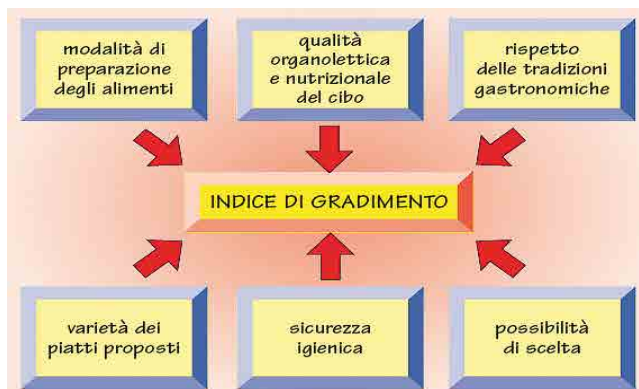 modalità di
preparazione
degli alimenti
qualità
organolettica
e nutrizionale
del cibo
rispetto
delle tradizioni
gastronomiche
INDICE DI GRADIMENTO
varietà dei
piatti proposti
sicurezza
igienica
possibilità
di scelta